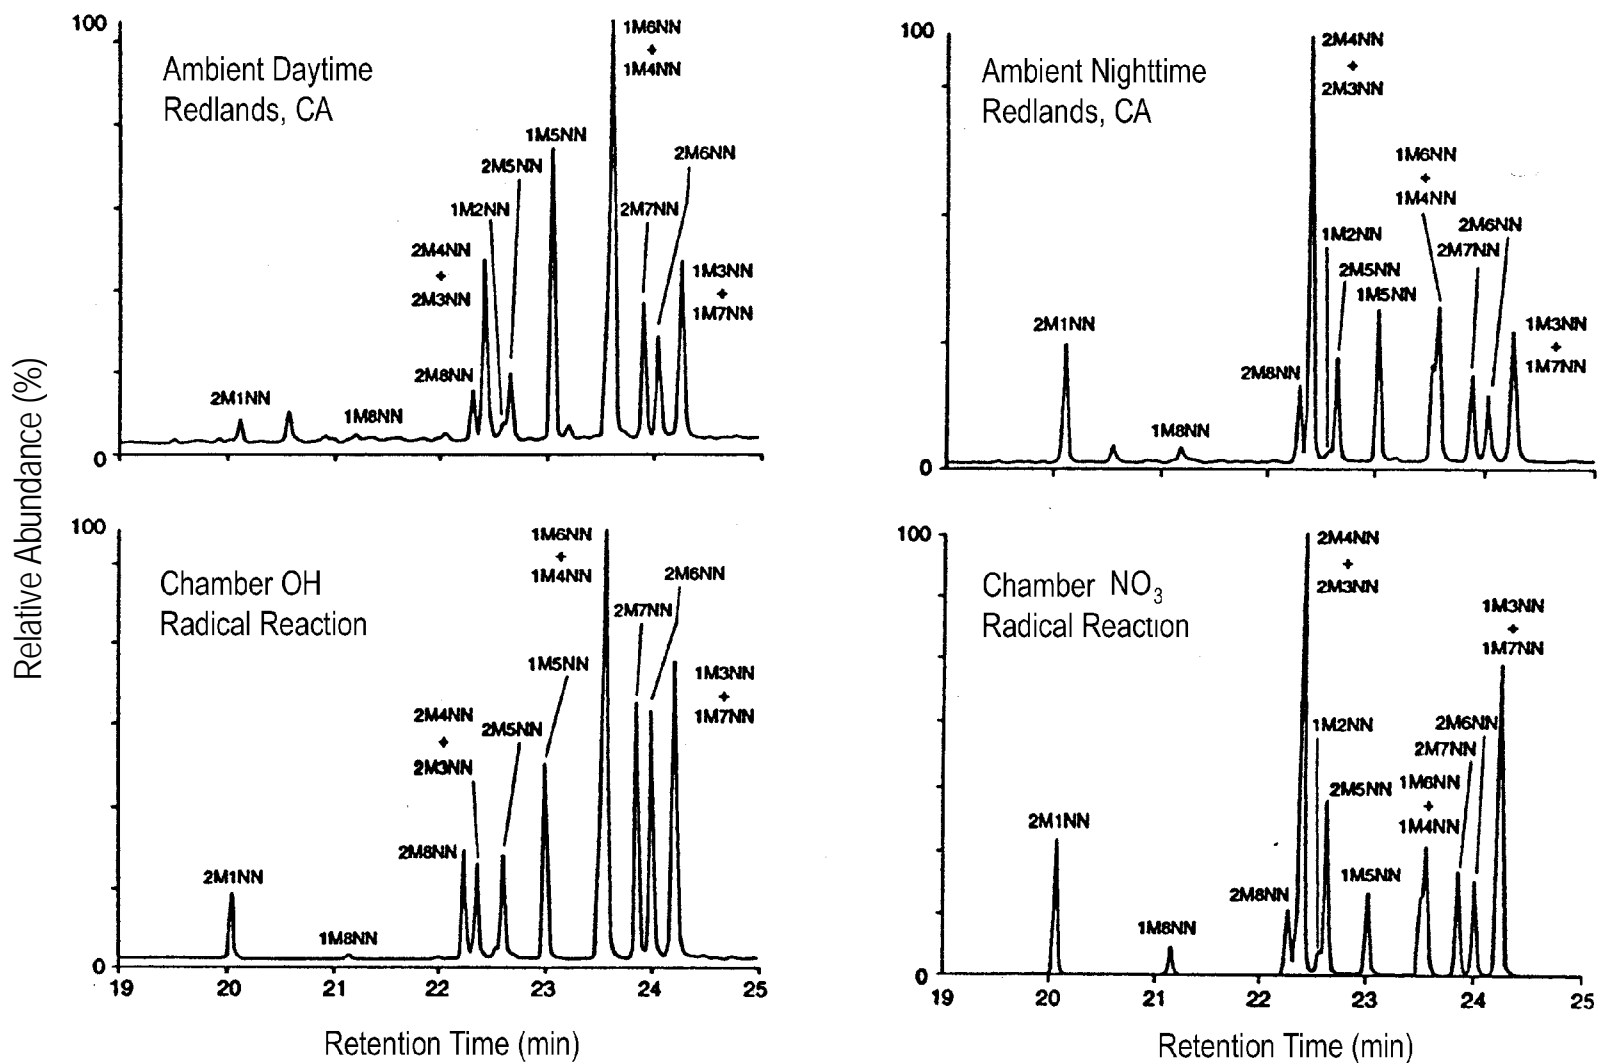 Relative Abundance (%)
100
Ambient Daytime
Redlands, CA
0
2M1NN
1M8NN
2M8NN
2M4NN
+
2M3NN
1M2NN
2M5NN
1M5NN
1M6NN
+
1M4NN
2M7NN
2M6NN
1M3NN
+
1M7NN
100
Ambient Nighttime
Redlands, CA
0
2M1NN
1M8NN
2M8NN
2M4NN
+
2M3NN
1M2NN
2M5NN
1M5NN
1M6NN
+
1M4NN
2M7NN
2M6NN
1M3NN
+
1M7NN
100
Chamber OH
Radical Reaction
0
2M1NN
1M8NN
2M8NN
2M4NN
+
2M3NN
2M5NN
1M5NN
1M6NN
+
1M4NN
2M7NN
2M6NN
1M3NN
+
1M7NN
19 20 21 22 23 24 25
Retention Time (min)
100
Chamber NO3
Radical Reaction
0
2M1NN
1M8NN
2M8NN
2M4NN
+
2M3NN
1M2NN
2M5NN
1M5NN
1M6NN
+
1M4NN
2M7NN
2M6NN
1M3NN
+
1M7NN
19 20 21 22 23 24 25
Retention Time (min)